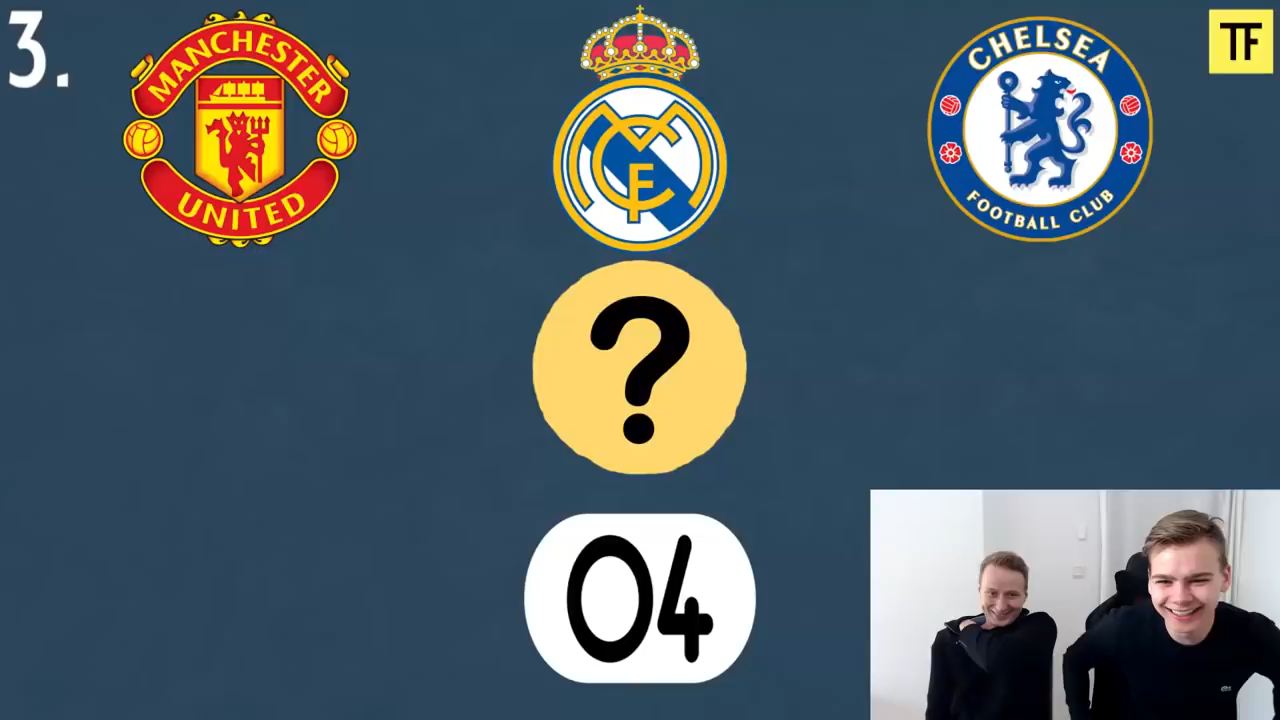 3.
MANCHESTER
UNITED
CHELSEA
FOOTBALL CLUB
TF
?
04